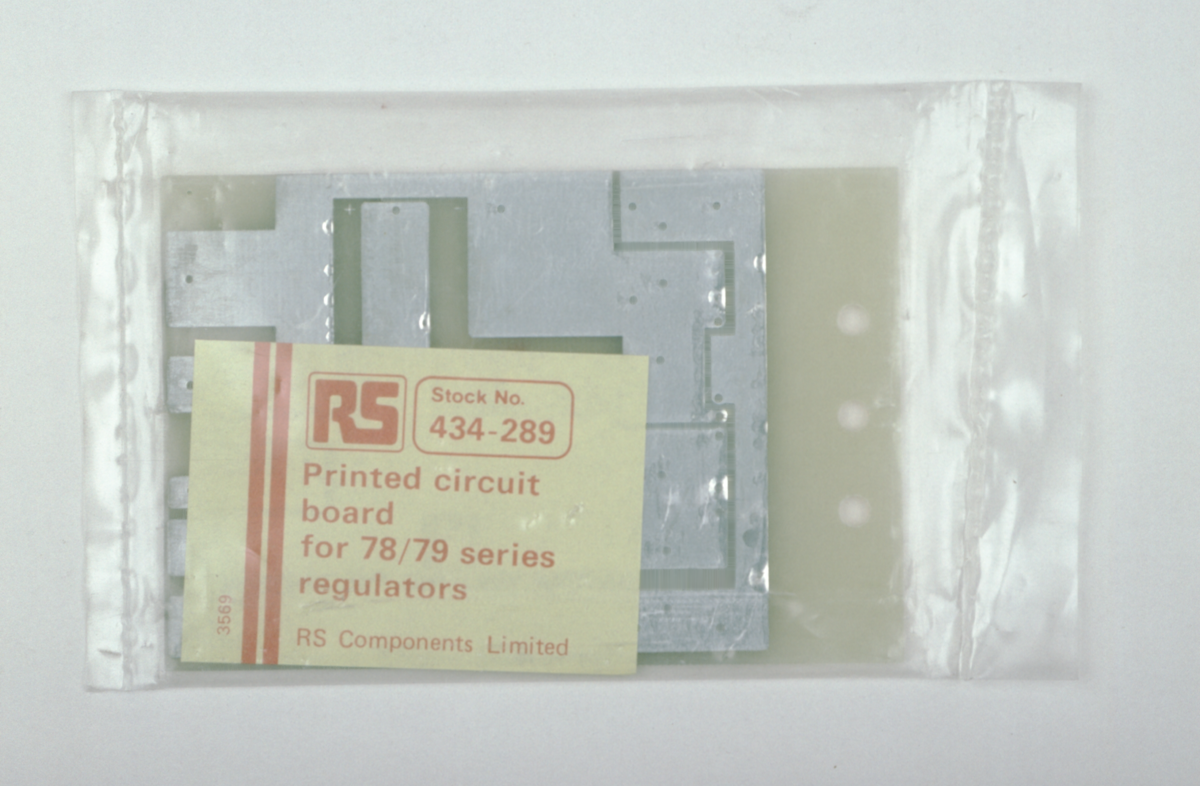 RS
Stock No.
434-289
Printed circuit
board
for 78/79 series
regulators
3569
RS Components Limited